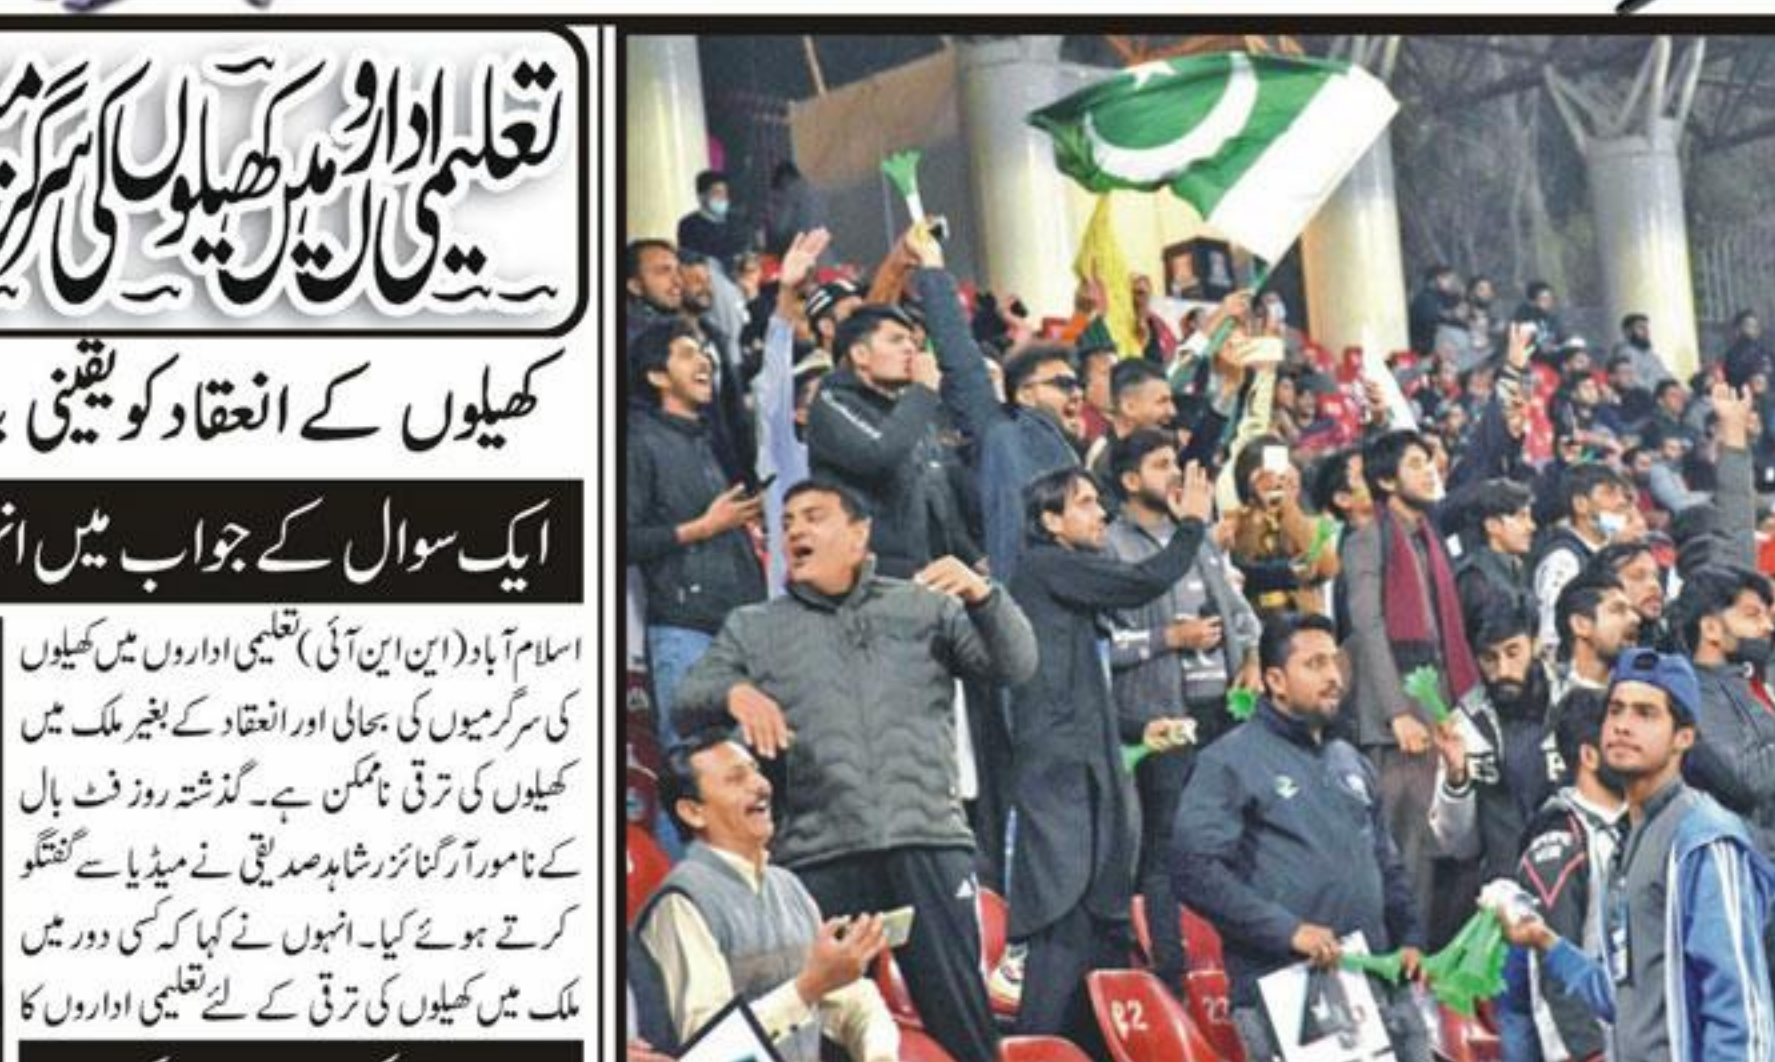 تعلیمی اداروں میں کھیلوں کی
کھیلوں کے انعقاد کو یقینی
ایک سوال کے جواب میں
اسلام آباد (این این آئی) تعلیمی اداروں میں کھیلوں
کی سرگرمیوں کی بحالی اور انعقاد کے بغیر ملک میں
کھیلوں کی ترقی ناممکن ہے۔ گذشتہ روز فٹ بال
کے نامور آرگنائزر شاہد صدیقی نے میڈیا سے گفتگو
کرتے ہوئے کیا۔ انہوں نے کہا کہ کسی دور میں
ملک میں کھیلوں کی ترقی کے لئے تعلیمی اداروں کا
22